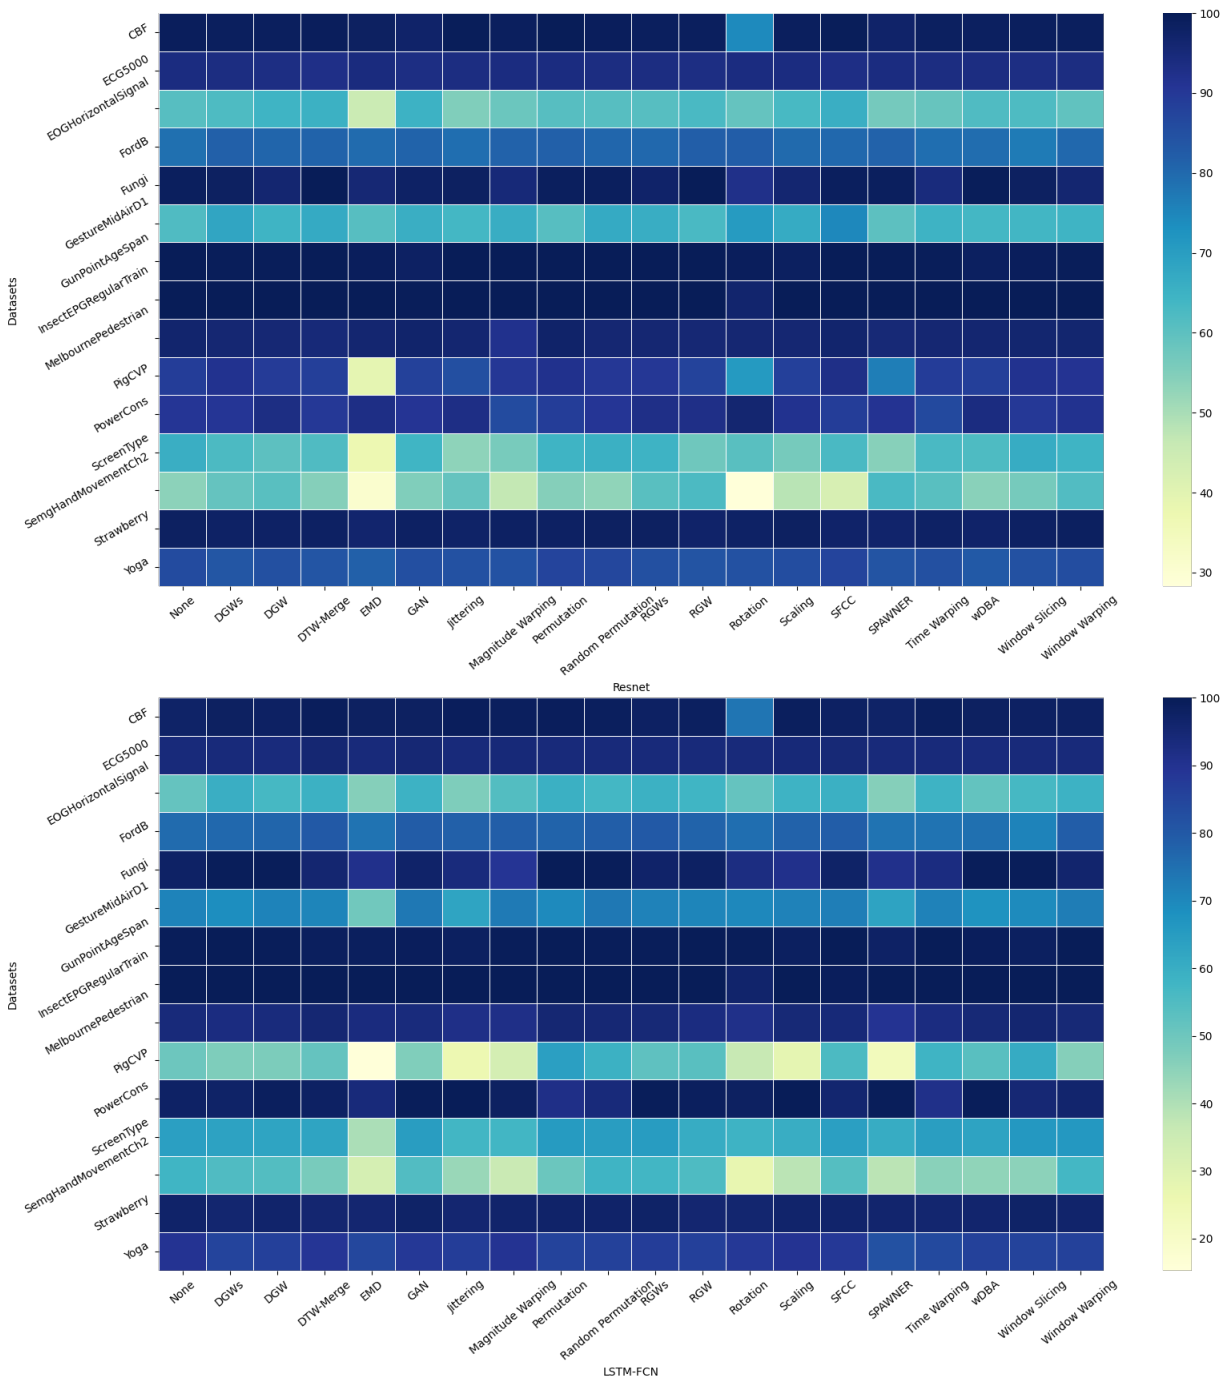 CBF
ECG5000
EOGHorizontalSignal
FordB
Fungi
GestureMidAirD1
GunPointAgeSpan
InsectEPGRegularTrain
MelbournePedestrian
PigCVP
PowerCons
ScreenType
SemgHandMovementCh2
Strawberry
Yoga
Datasets
None DGWs DGW DTW-Merge EMD GAN Jittering Magnitude Warping Permutation Random Permutation RGWs RGW Rotation Scaling SFCC SPAWNER Time Warping wDBA Window Slicing Window Warping
Resnet
100
90
80
70
60
50
40
30
CBF
ECG5000
EOGHorizontalSignal
FordB
Fungi
GestureMidAirD1
GunPointAgeSpan
InsectEPGRegularTrain
MelbournePedestrian
PigCVP
PowerCons
ScreenType
SemgHandMovementCh2
Strawberry
Yoga
Datasets
None DGWs DGW DTW-Merge EMD GAN Jittering Magnitude Warping Permutation Random Permutation RGWs RGW Rotation Scaling SFCC SPAWNER Time Warping wDBA Window Slicing Window Warping
LSTM-FCN
100
90
80
70
60
50
40
30
20